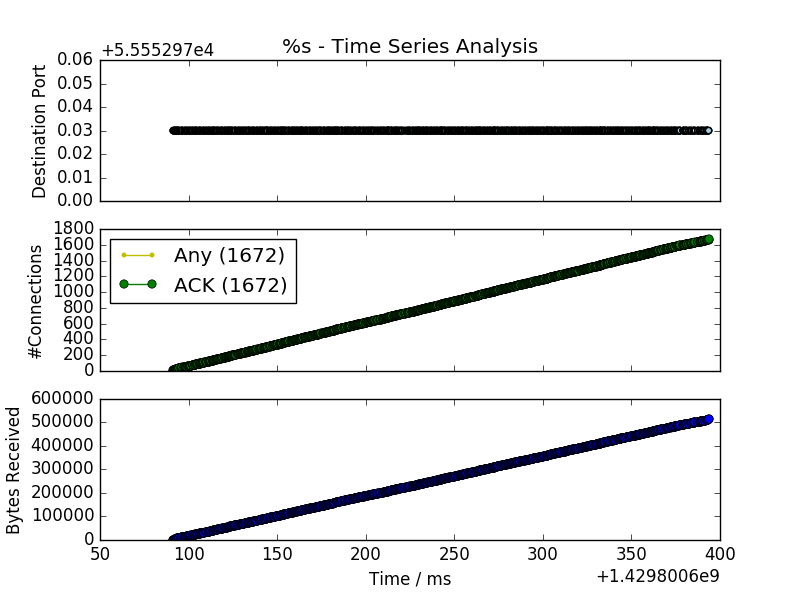 %s - Time Series Analysis
+5.555297e4
0.06
0.05
0.04
0.03
0.02
0.01
0.00
Destination Port
1800
1600
1400
1200
1000
800
600
400
200
0
#Connections
Any (1672)
ACK (1672)
600000
500000
400000
300000
200000
100000
0
Bytes Received
50 100 150 200 250 300 350 400
Time / ms
+1.4298006e9